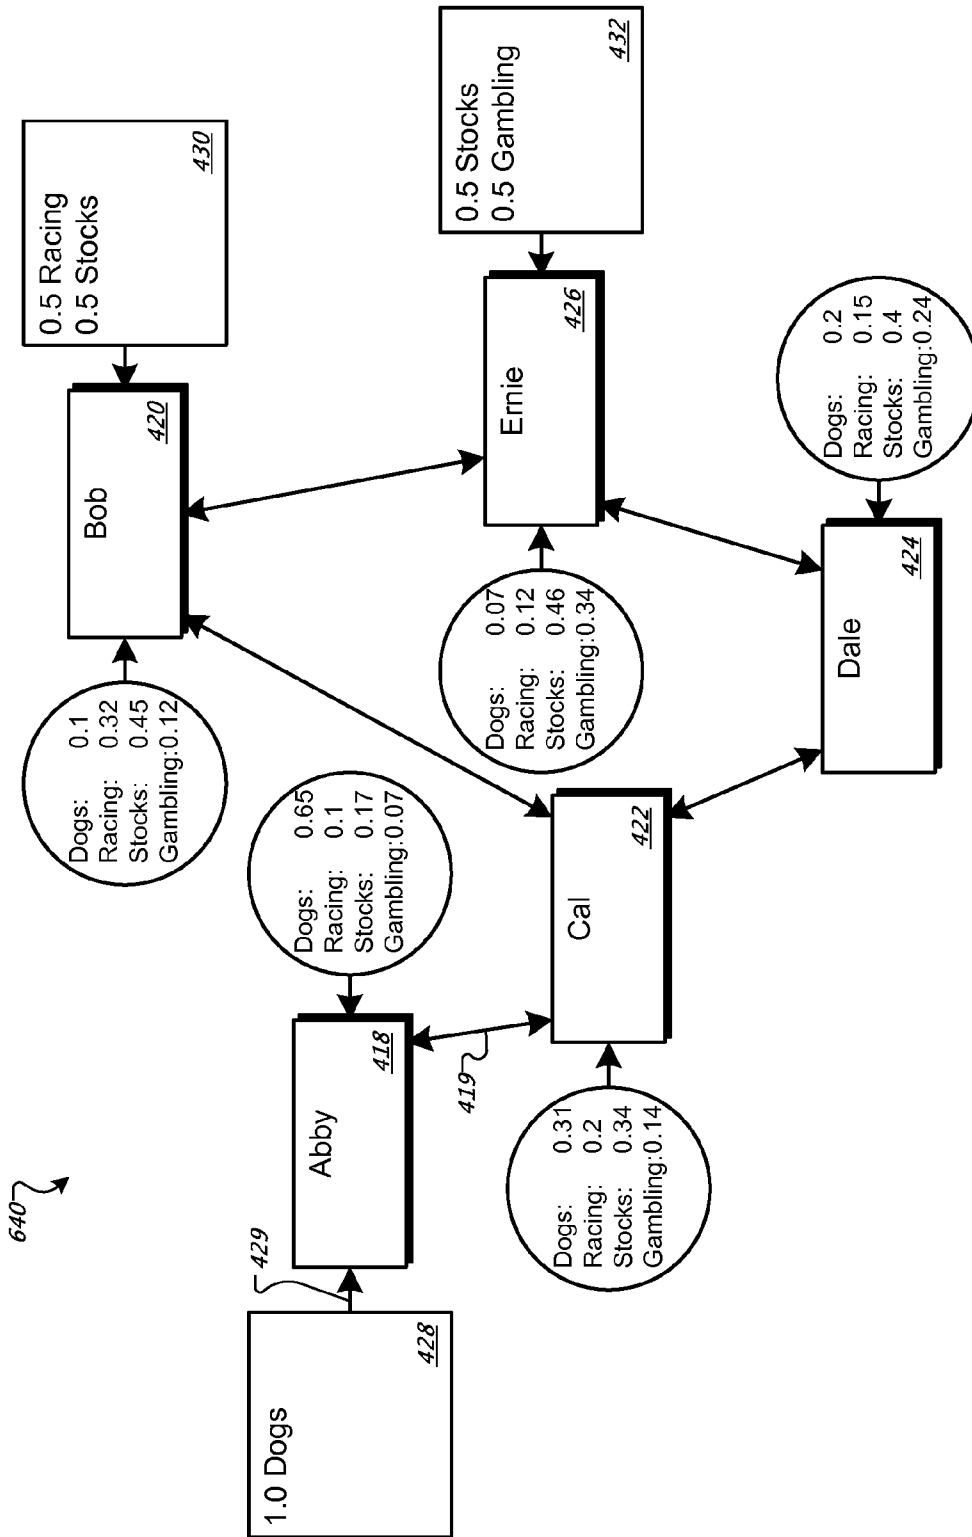 640
1.0 Dogs
428
429
Abby
418
Dogs: 0.65
Racing: 0.1
Stocks: 0.17
Gambling:0.07
419
Dogs: 0.1
Racing: 0.32
Stocks: 0.45
Gambling:0.12
Bob
420
0.5 Racing
0.5 Stocks
430
Dogs: 0.31
Racing: 0.2
Stocks: 0.34
Gambling:0.14
Cal
422
Dogs: 0.07
Racing: 0.12
Stocks: 0.46
Gambling:0.34
Ernie
426
0.5 Stocks
0.5 Gambling
432
Dale
424
Dogs: 0.2
Racing: 0.15
Stocks: 0.4
Gambling:0.24